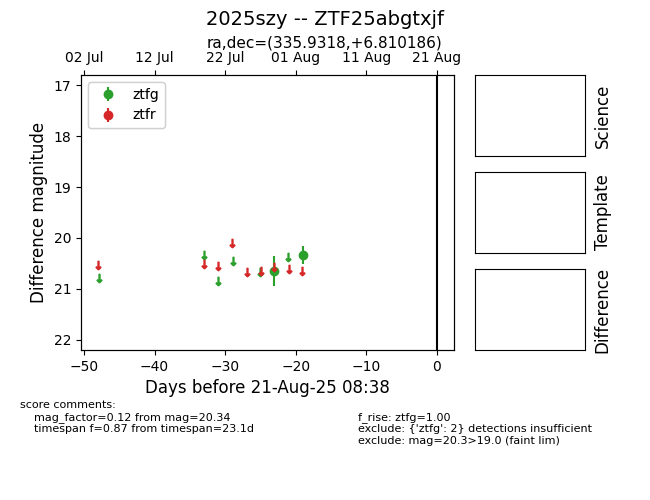 2025szy -- ZTF25abgtxjf
ra,dec=(335.9318,+6.810186)
02 Jul 12 Jul 22 Jul 01 Aug 11 Aug 21 Aug
ztfg
ztfr
17
18
19
20
21
22
Difference magnitude
−50 −40 −30 −20 −10 0
Days before 21-Aug-25 08:38
Science
Template
Difference
score comments:
mag_factor=0.12 from mag=20.34
timespan f=0.87 from timespan=23.1d
f_rise: ztfg=1.00
exclude: {'ztfg': 2} detections insufficient
exclude: mag=20.3>19.0 (faint lim)